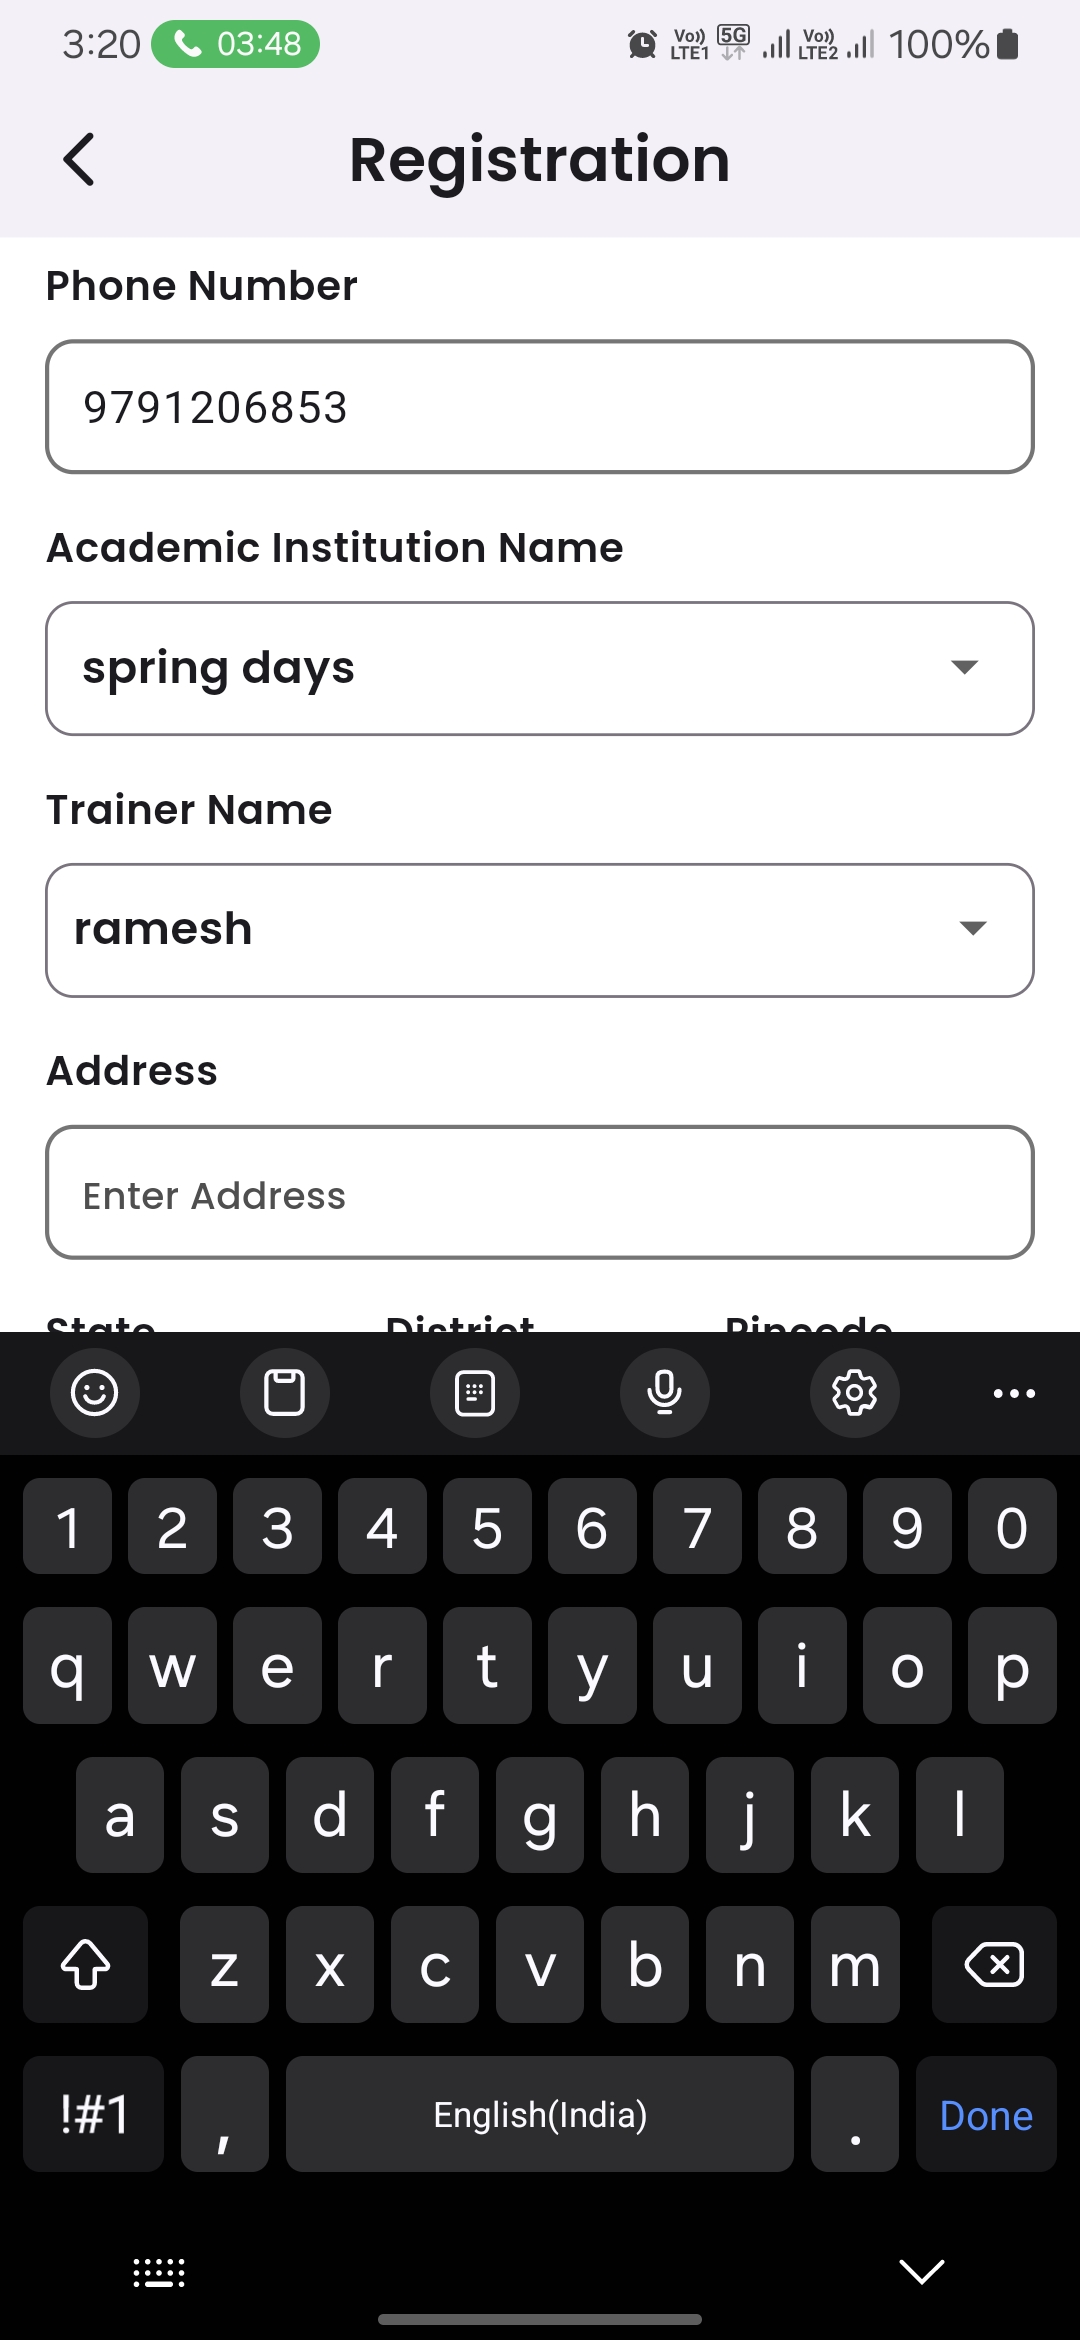 3:20 03:48 Vo)) LTE1 5G Vo)) LTE2 100%
Registration
Phone Number
9791206853
Academic Institution Name
spring days
Trainer Name
ramesh
Address
Enter Address
State District Pincode
1 2 3 4 5 6 7 8 9 0
q w e r t y u i o p
a s d f g h j k l
z x c v b n m
!#1 , English(India) . Done